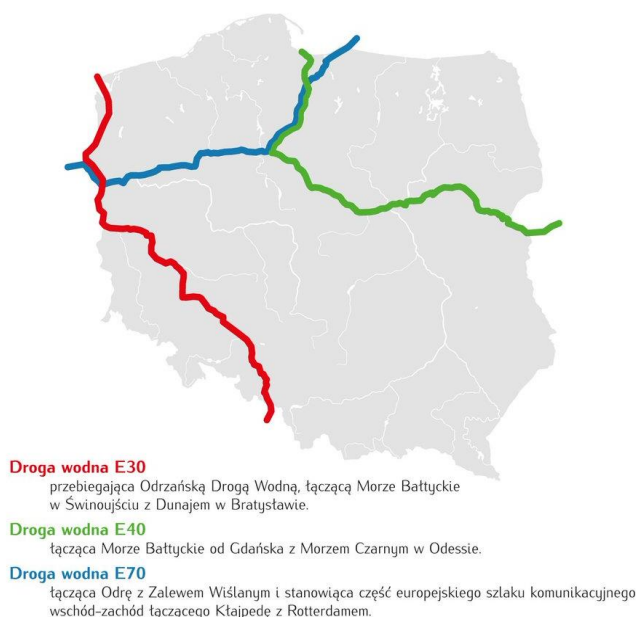 Droga wodna E30
przebiegająca Odrzańską Drogą Wodną, łączącą Morze Bałtyckie
w Świnoujściu z Dunajem w Bratysławie.
Droga wodna E40
łącząca Morze Bałtyckie od Gdańska z Morzem Czarnym w Odessie.
Droga wodna E70
łącząca Odrę z Zalewem Wiślanym i stanowiąca część europejskiego szlaku komunikacyjnego
wschód-zachód łączącego Kłajpedę z Rotterdamem.